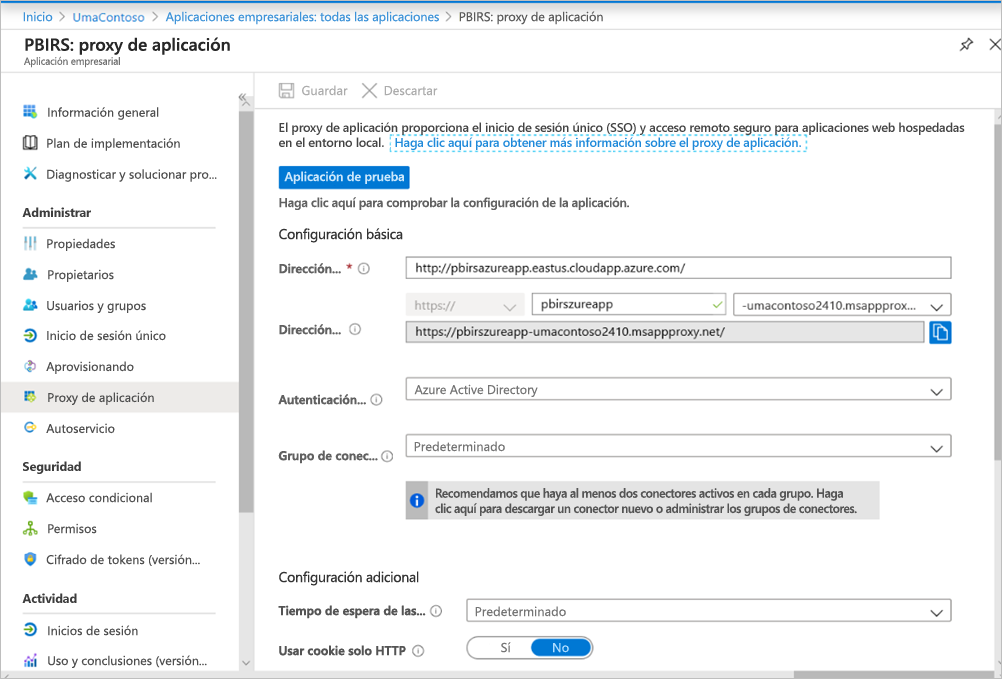 Inicio > UmaContoso > Aplicaciones empresariales: todas las aplicaciones > PBIRS: proxy de aplicación
PBIRS: proxy de aplicación
Aplicación empresarial
Información general
Plan de implementación
Diagnosticar y solucionar pro...
Administrar
Propiedades
Propietarios
Usuarios y grupos
Inicio de sesión único
Aprovisionando
Proxy de aplicación
Autoservicio
Seguridad
Acceso condicional
Permisos
Cifrado de tokens (versión...
Actividad
Inicios de sesión
Uso y conclusiones (versión...
Guardar
Descartar
El proxy de aplicación proporciona el inicio de sesión único (SSO) y acceso remoto seguro para aplicaciones web hospedadas
en el entorno local. Haga clic aquí para obtener más información sobre el proxy de aplicación.
Aplicación de prueba
Haga clic aquí para comprobar la configuración de la aplicación.
Configuración básica
Dirección... * http://pbirsazureapp.eastus.cloudapp.azure.com/
https:// pbirszureapp -umacontoso2410.msappprox...
Dirección... https://pbirszureapp-umacontoso2410.msappproxy.net/
Autenticación... Azure Active Directory
Grupo de conec... Predeterminado
Recomendamos que haya al menos dos conectores activos en cada grupo. Haga
clic aquí para descargar un conector nuevo o administrar los grupos de conectores.
Configuración adicional
Tiempo de espera de las... Predeterminado
Usar cookie solo HTTP Sí No